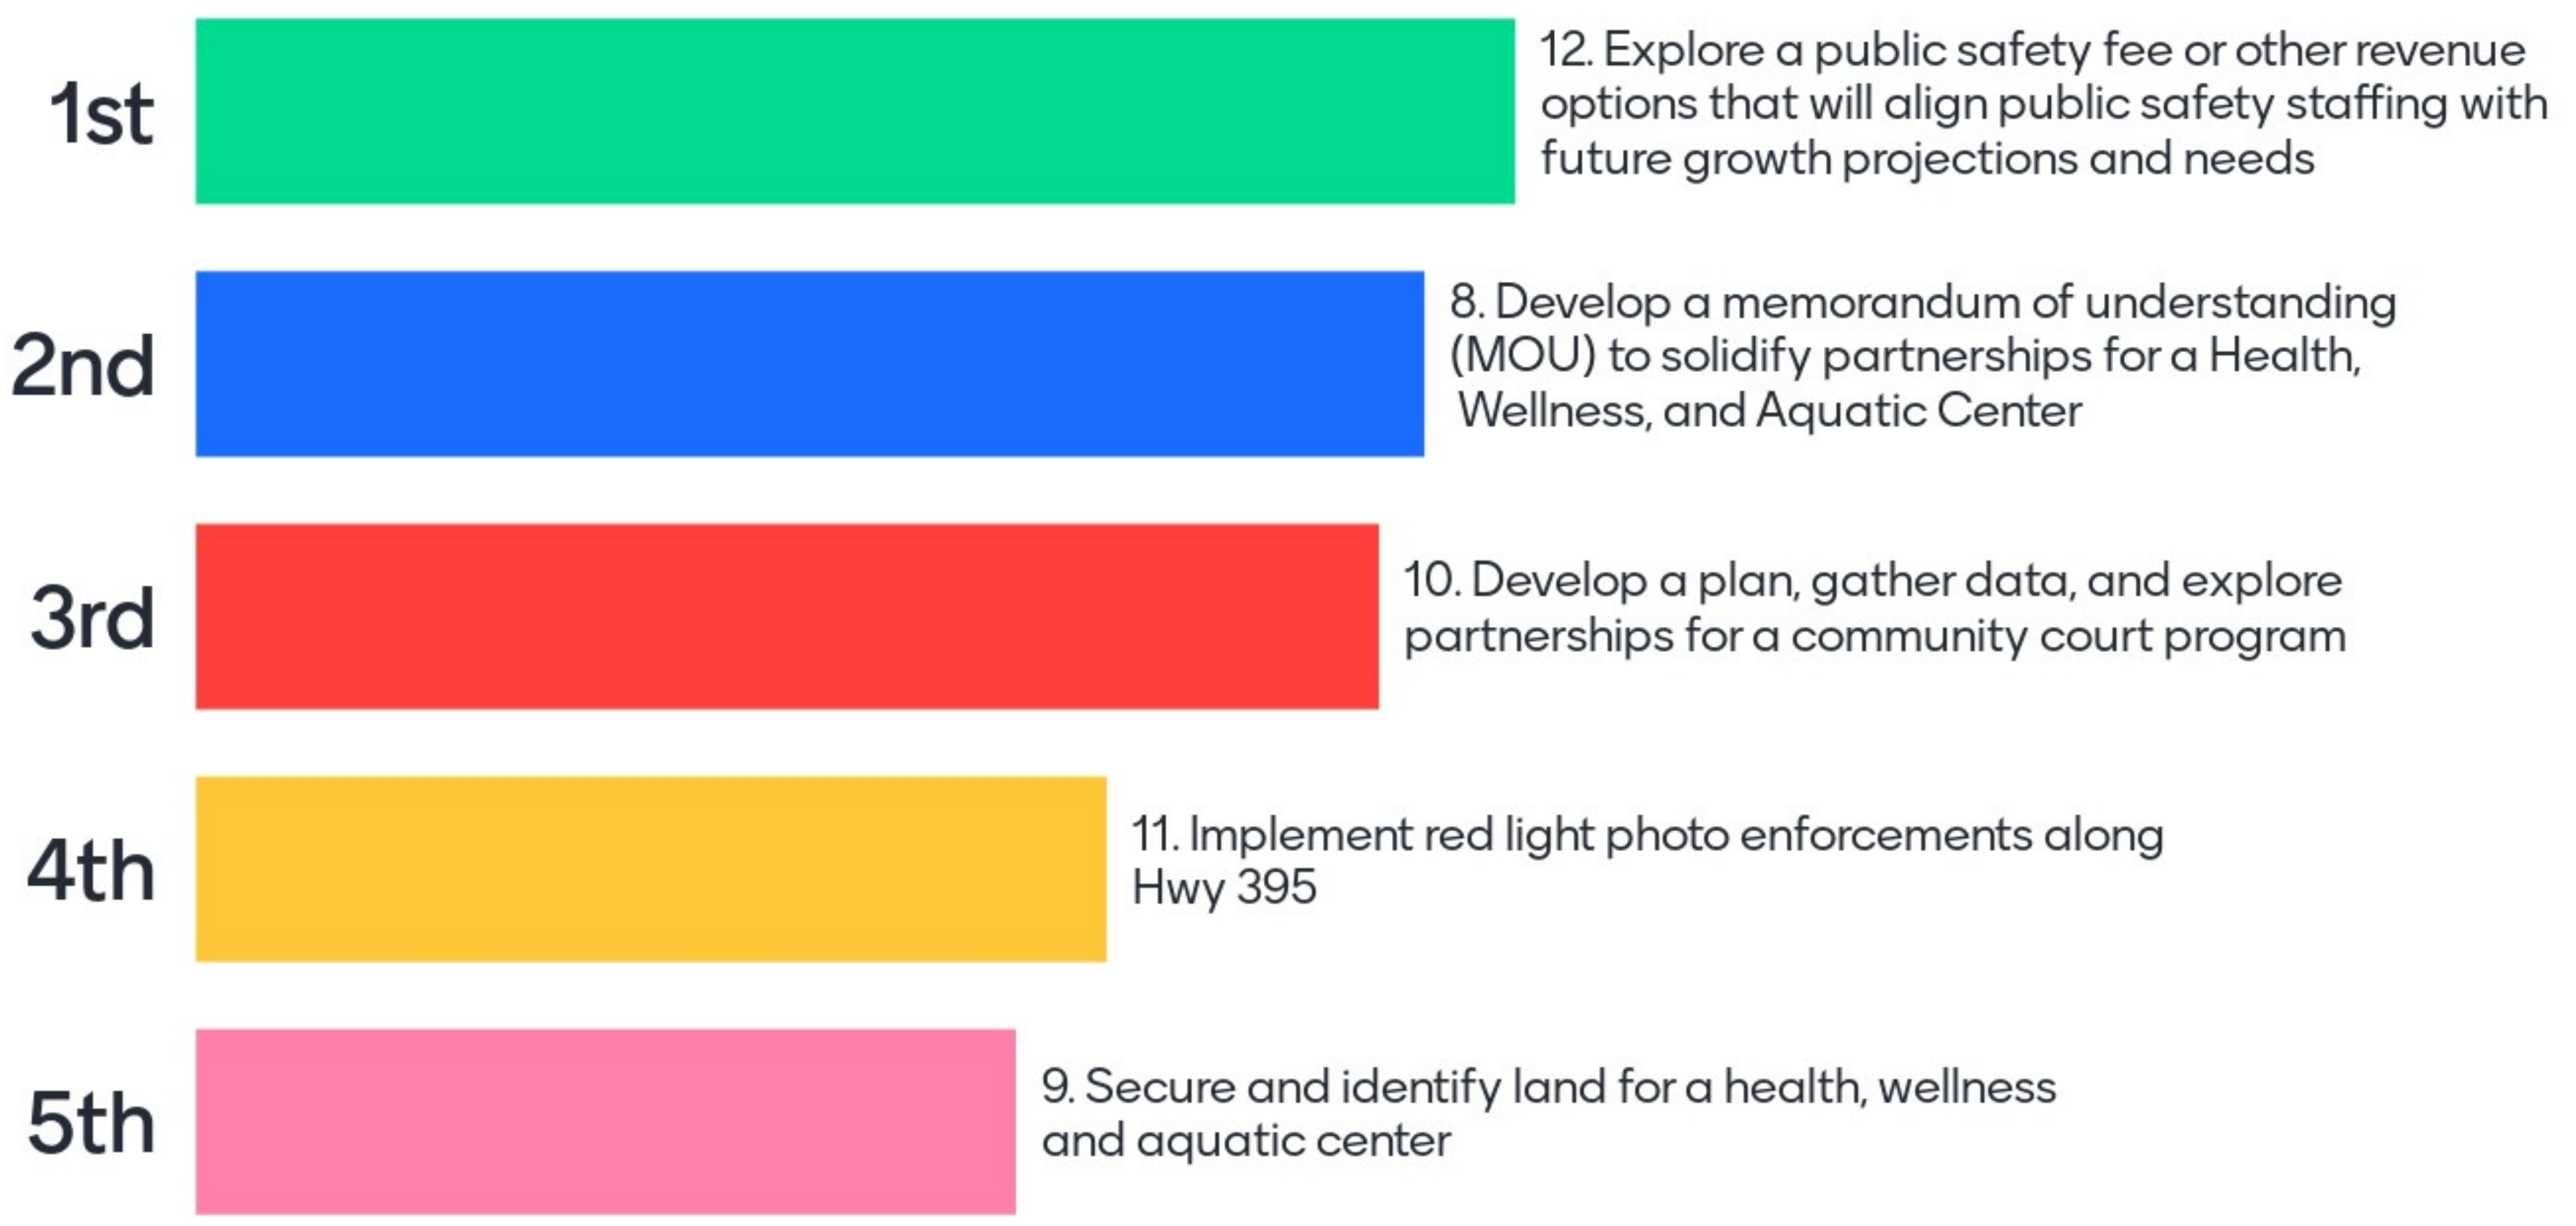 1st
12. Explore a public safety fee or other revenue
options that will align public safety staffing with
future growth projections and needs
2nd
8. Develop a memorandum of understanding
(MOU) to solidify partnerships for a Health,
Wellness, and Aquatic Center
3rd
10. Develop a plan, gather data, and explore
partnerships for a community court program
4th
11. Implement red light photo enforcements along
Hwy 395
5th
9. Secure and identify land for a health, wellness
and aquatic center